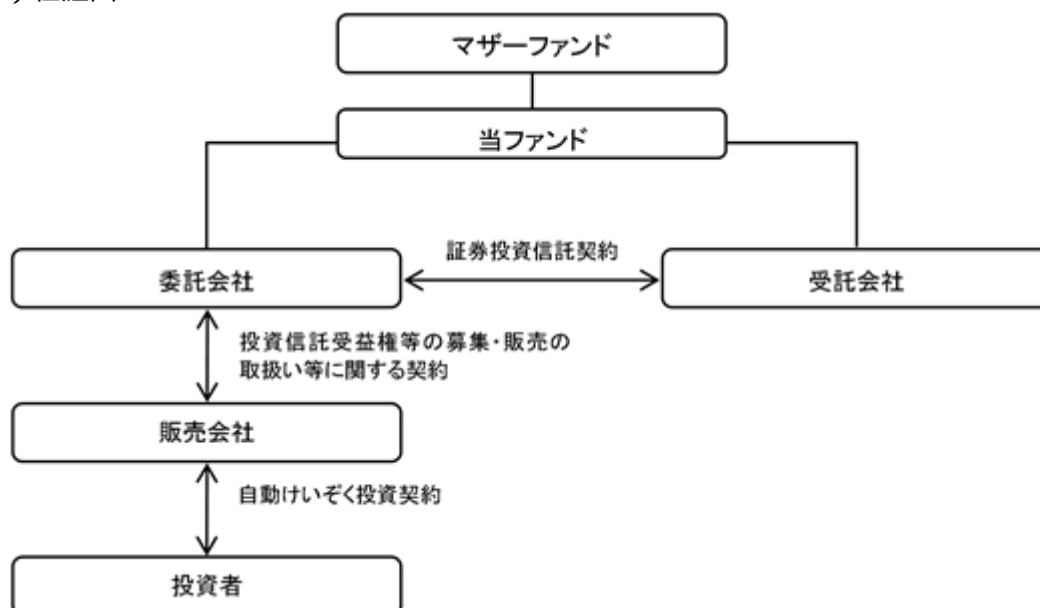 マザーファンド
当ファンド
証券投資信託契約
委託会社
受託会社
投資信託受益権等の募集・販売の
取扱い等に関する契約
販売会社
自動けいぞく投資契約
投資者